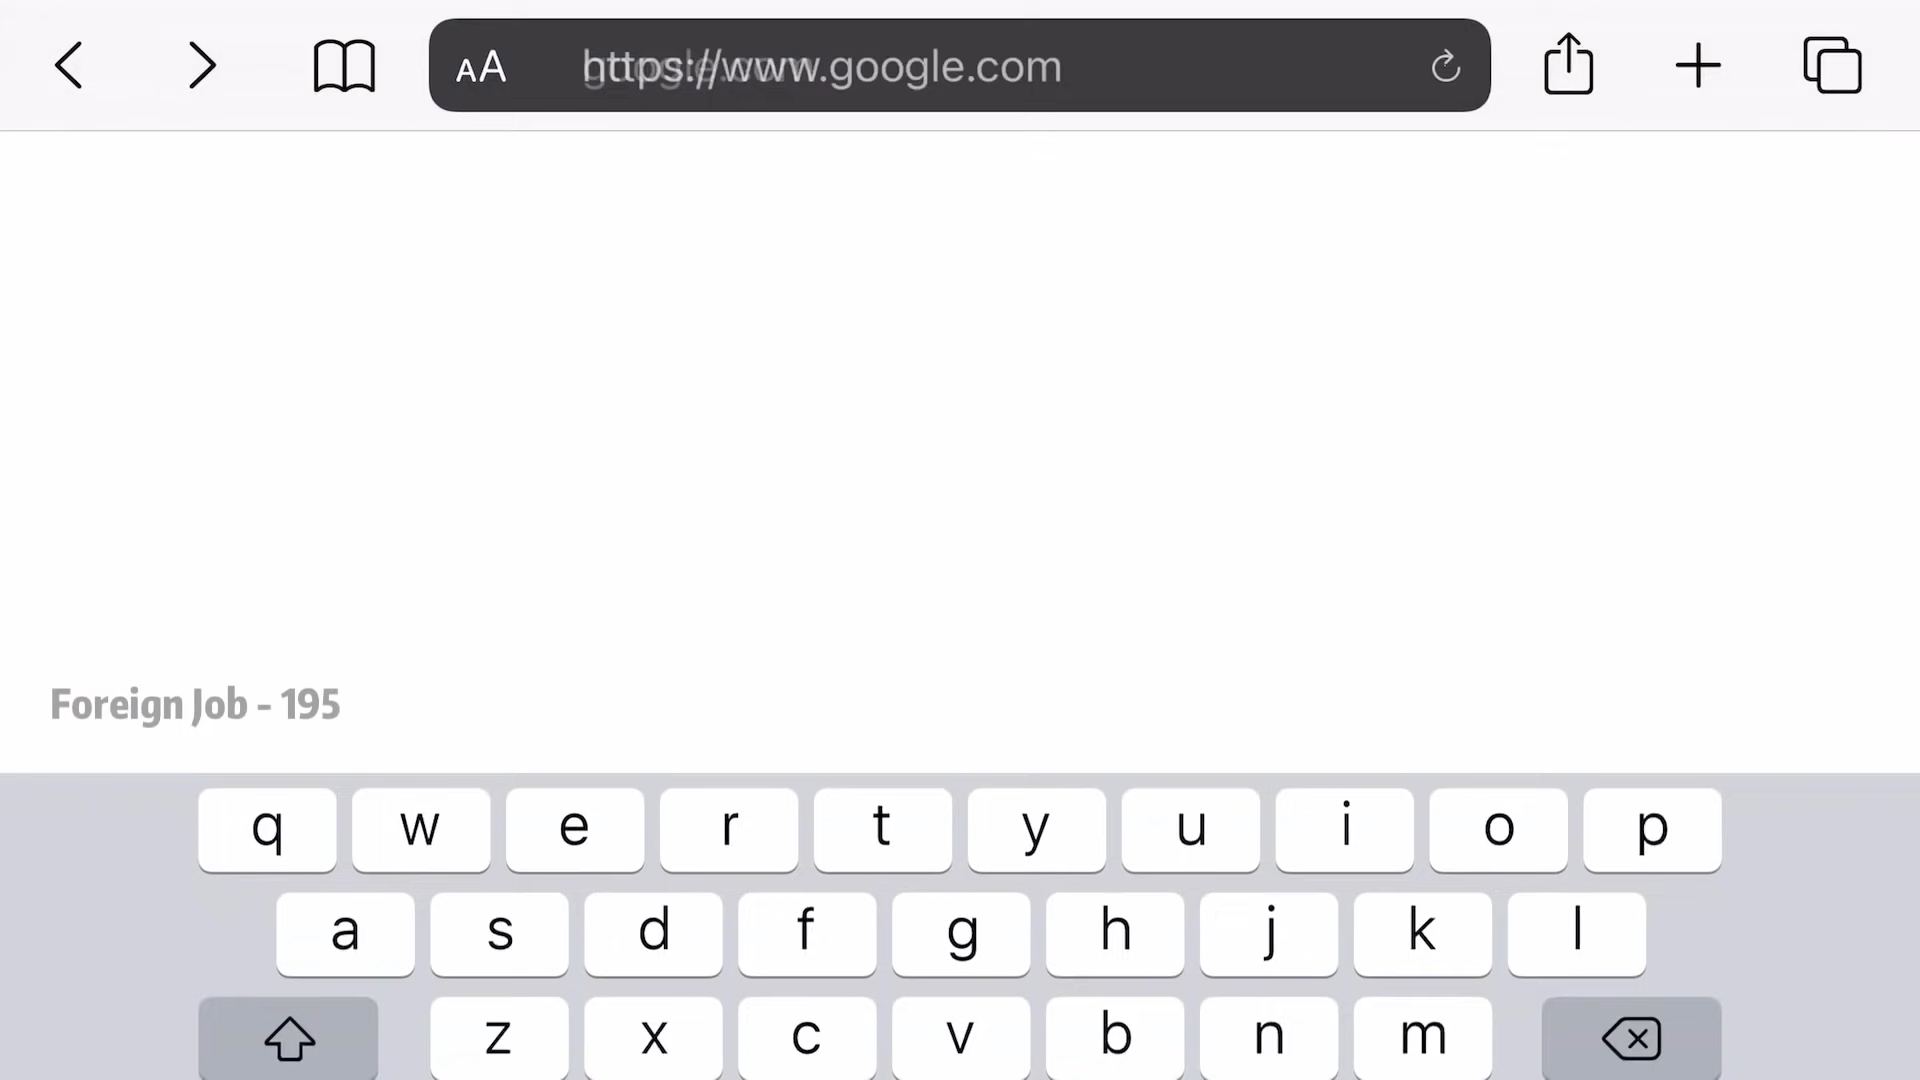 AA https://www.google.com
Foreign Job - 195
q w e r t y u i o p
a s d f g h j k l
z x c v b n m